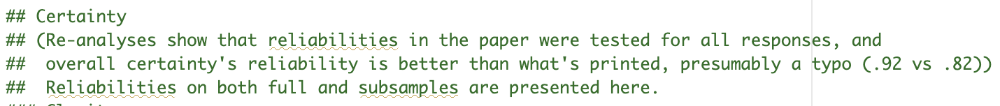 ## Certainty
## (Re-analyses show that reliabilities in the paper were tested for all responses, and
##  overall certainty's reliability is better than what's printed, presumably a typo (.92 vs .82))
##  Reliabilities on both full and subsamples are presented here.